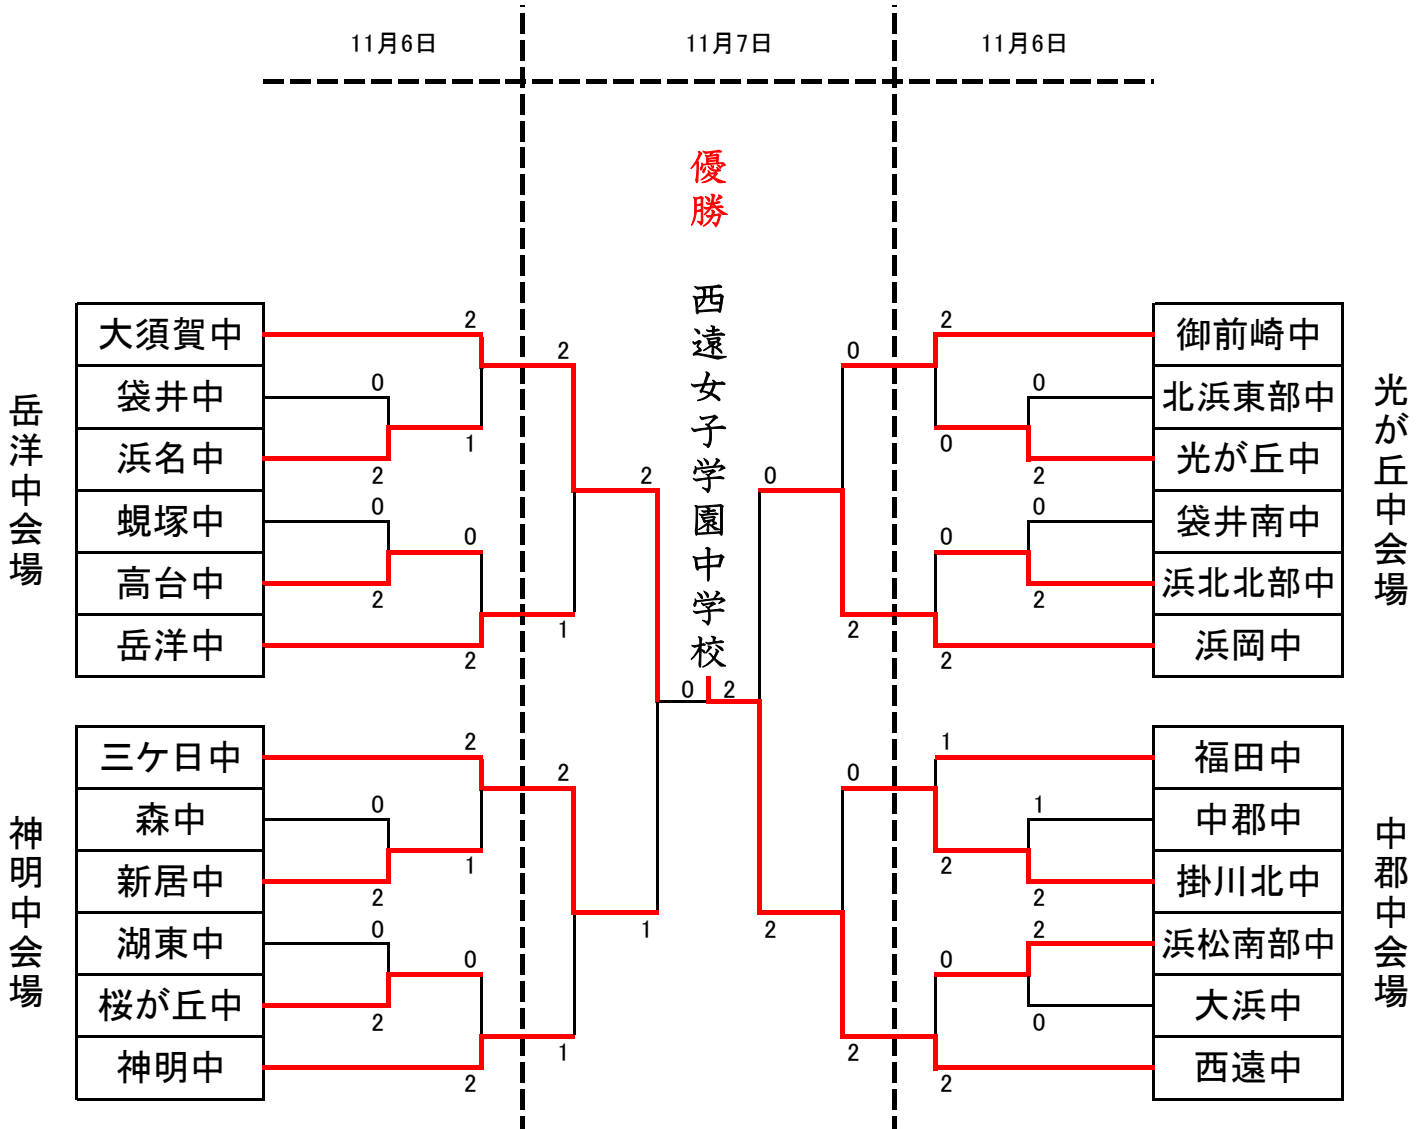 11月6日
11月7日
11月6日
優勝 西遠女子学園中学校
岳洋中会場
大須賀中
袋井中
浜名中
蜆塚中
高台中
岳洋中
2
0
2
1
0
2
0
2
2
1
2
神明中会場
三ケ日中
森中
新居中
湖東中
桜が丘中
神明中
2
0
2
1
0
2
0
2
2
1
1
0
2
光が丘中会場
御前崎中
北浜東部中
光が丘中
袋井南中
浜北北部中
浜岡中
2
0
2
0
0
2
0
2
0
2
0
中郡中会場
福田中
中郡中
掛川北中
浜松南部中
大浜中
西遠中
1
1
2
2
2
0
0
2
0
2
2